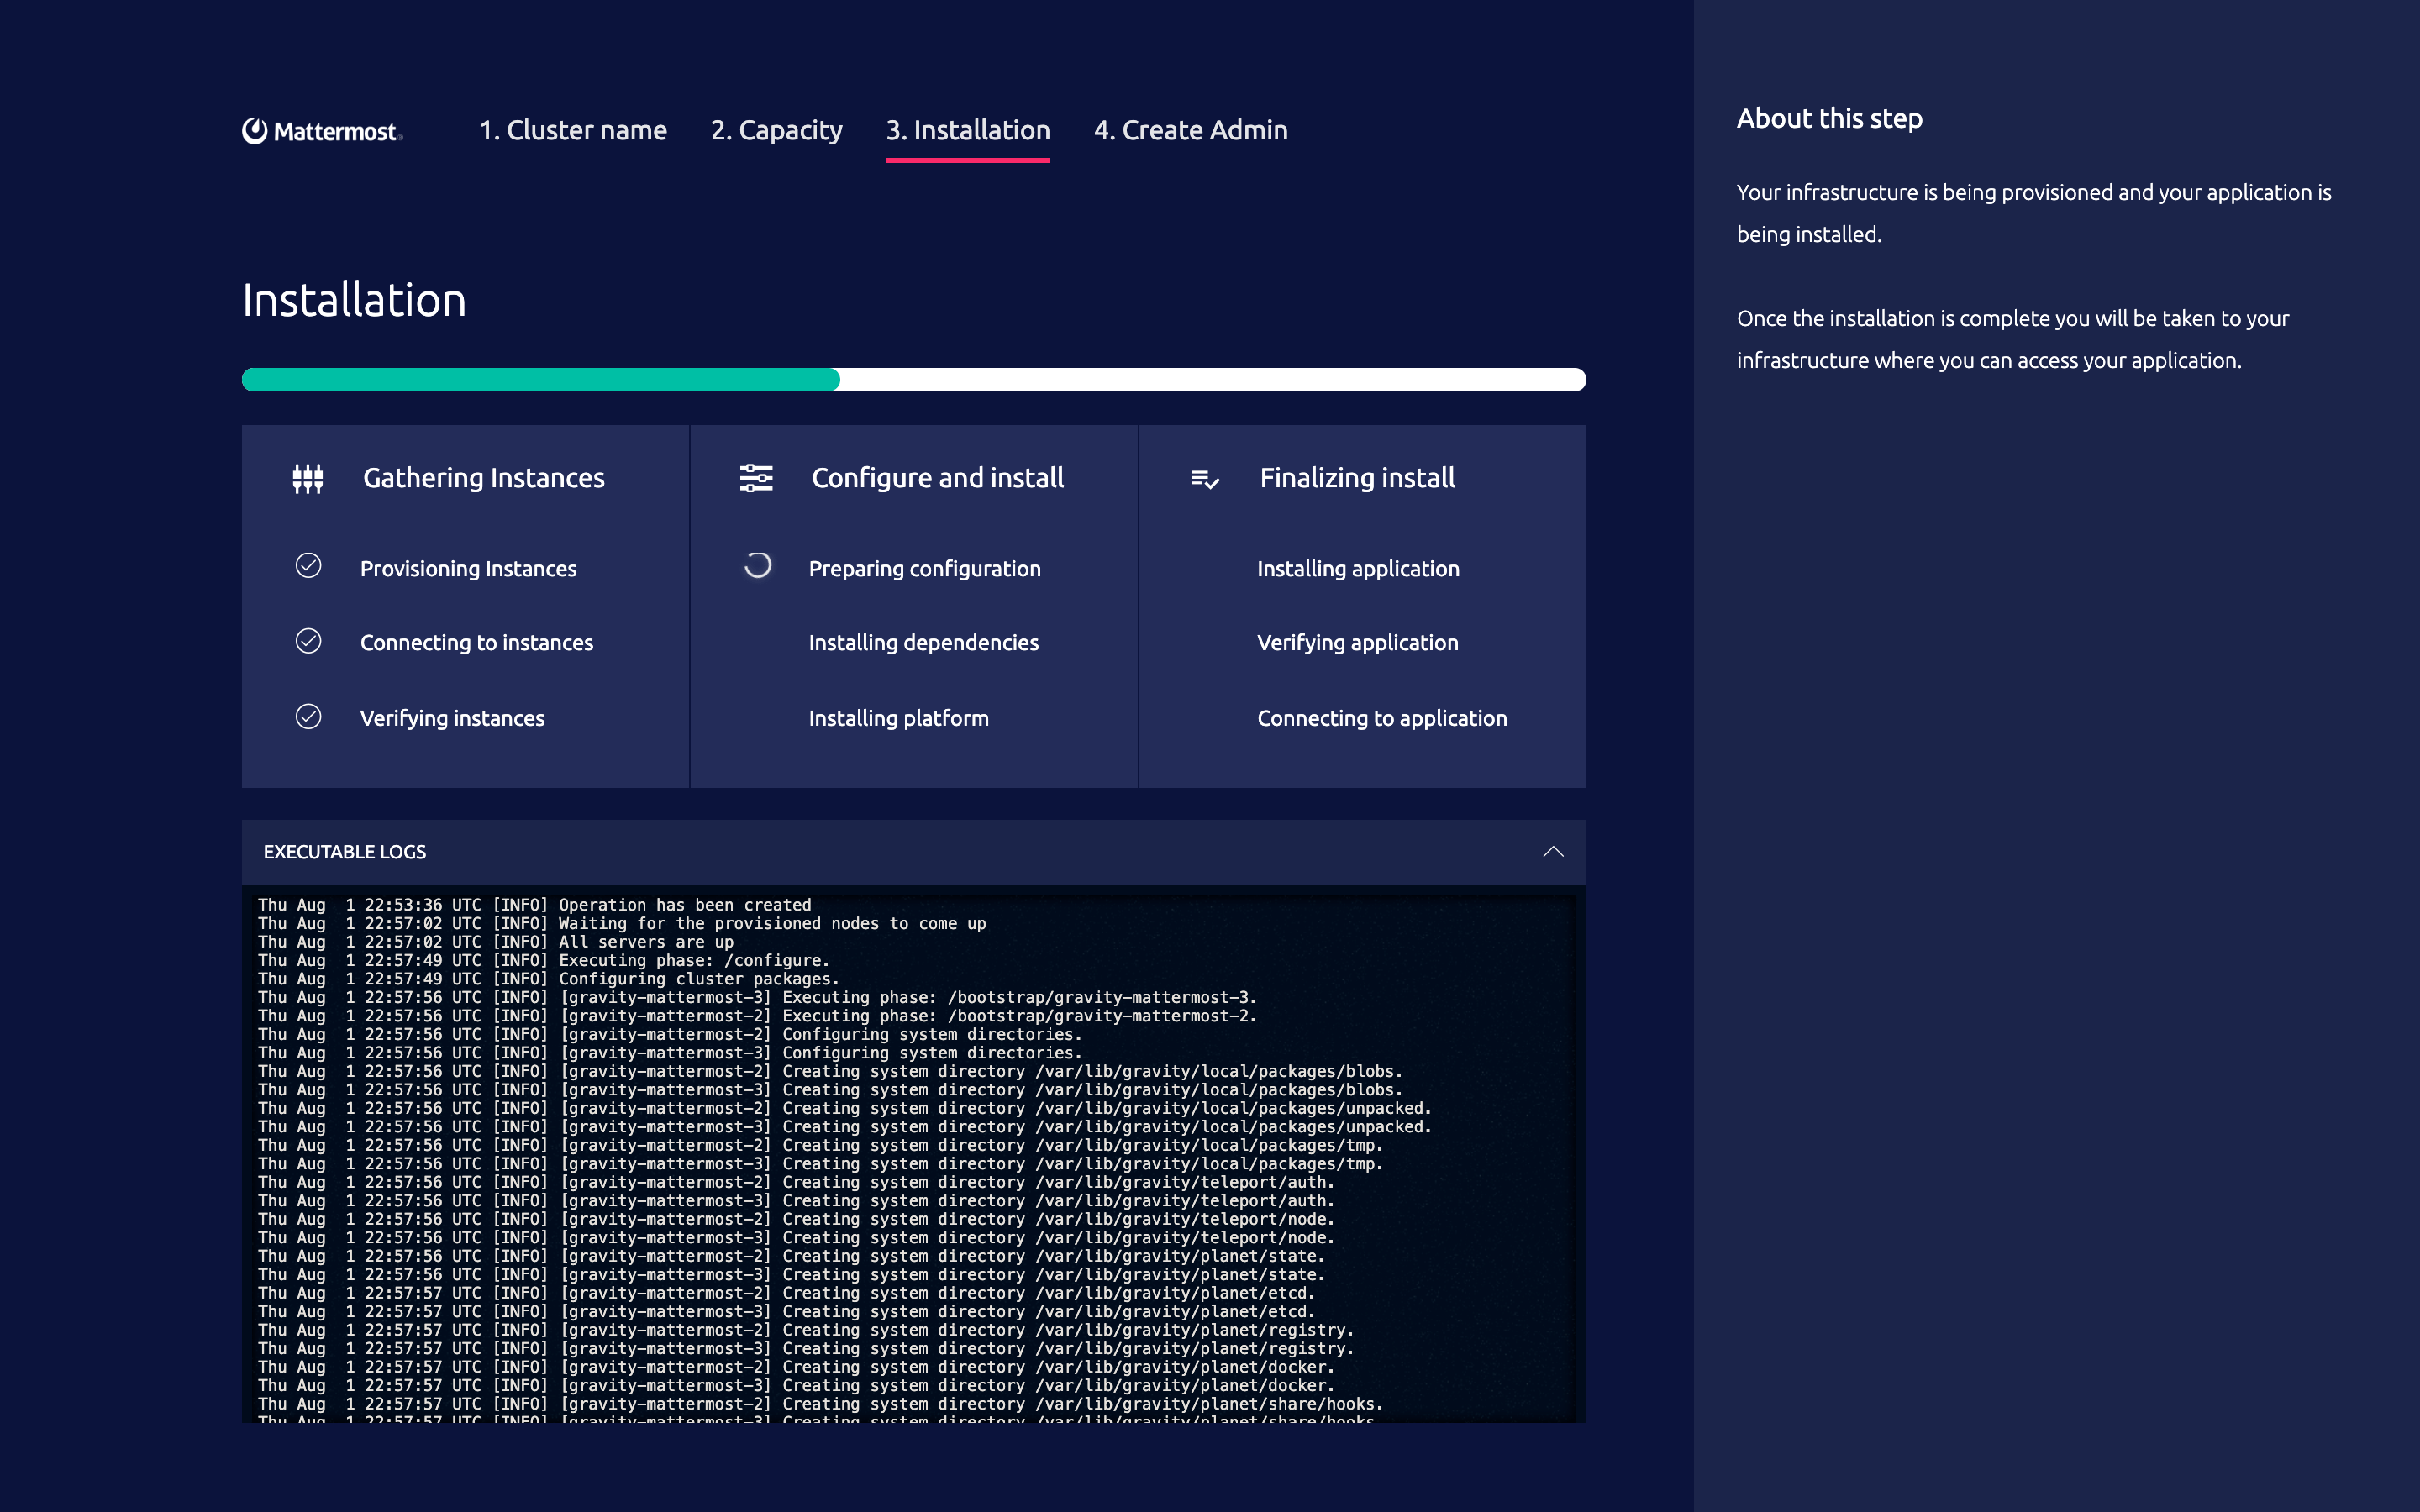 Mattermost
1. Cluster name
2. Capacity
3. Installation
4. Create Admin
Installation
Gathering Instances
Provisioning Instances
Connecting to instances
Verifying instances
Configure and install
Preparing configuration
Installing dependencies
Installing platform
Finalizing install
Installing application
Verifying application
Connecting to application
EXECUTABLE LOGS
Thu Aug  1 22:53:36 UTC [INFO] Operation has been created
Thu Aug  1 22:57:02 UTC [INFO] Waiting for the provisioned nodes to come up
Thu Aug  1 22:57:02 UTC [INFO] All servers are up
Thu Aug  1 22:57:49 UTC [INFO] Executing phase: /configure.
Thu Aug  1 22:57:49 UTC [INFO] Configuring cluster packages.
Thu Aug  1 22:57:56 UTC [INFO] [gravity-mattermost-3] Executing phase: /bootstrap/gravity-mattermost-3.
Thu Aug  1 22:57:56 UTC [INFO] [gravity-mattermost-2] Executing phase: /bootstrap/gravity-mattermost-2.
Thu Aug  1 22:57:56 UTC [INFO] [gravity-mattermost-2] Configuring system directories.
Thu Aug  1 22:57:56 UTC [INFO] [gravity-mattermost-3] Configuring system directories.
Thu Aug  1 22:57:56 UTC [INFO] [gravity-mattermost-2] Creating system directory /var/lib/gravity/local/packages/blobs.
Thu Aug  1 22:57:56 UTC [INFO] [gravity-mattermost-3] Creating system directory /var/lib/gravity/local/packages/blobs.
Thu Aug  1 22:57:56 UTC [INFO] [gravity-mattermost-2] Creating system directory /var/lib/gravity/local/packages/unpacked.
Thu Aug  1 22:57:56 UTC [INFO] [gravity-mattermost-3] Creating system directory /var/lib/gravity/local/packages/unpacked.
Thu Aug  1 22:57:56 UTC [INFO] [gravity-mattermost-2] Creating system directory /var/lib/gravity/local/packages/tmp.
Thu Aug  1 22:57:56 UTC [INFO] [gravity-mattermost-3] Creating system directory /var/lib/gravity/local/packages/tmp.
Thu Aug  1 22:57:56 UTC [INFO] [gravity-mattermost-2] Creating system directory /var/lib/gravity/teleport/auth.
Thu Aug  1 22:57:56 UTC [INFO] [gravity-mattermost-3] Creating system directory /var/lib/gravity/teleport/auth.
Thu Aug  1 22:57:56 UTC [INFO] [gravity-mattermost-2] Creating system directory /var/lib/gravity/teleport/node.
Thu Aug  1 22:57:56 UTC [INFO] [gravity-mattermost-3] Creating system directory /var/lib/gravity/teleport/node.
Thu Aug  1 22:57:56 UTC [INFO] [gravity-mattermost-2] Creating system directory /var/lib/gravity/planet/state.
Thu Aug  1 22:57:56 UTC [INFO] [gravity-mattermost-3] Creating system directory /var/lib/gravity/planet/state.
Thu Aug  1 22:57:57 UTC [INFO] [gravity-mattermost-2] Creating system directory /var/lib/gravity/planet/etcd.
Thu Aug  1 22:57:57 UTC [INFO] [gravity-mattermost-3] Creating system directory /var/lib/gravity/planet/etcd.
Thu Aug  1 22:57:57 UTC [INFO] [gravity-mattermost-2] Creating system directory /var/lib/gravity/planet/registry.
Thu Aug  1 22:57:57 UTC [INFO] [gravity-mattermost-3] Creating system directory /var/lib/gravity/planet/registry.
Thu Aug  1 22:57:57 UTC [INFO] [gravity-mattermost-2] Creating system directory /var/lib/gravity/planet/docker.
Thu Aug  1 22:57:57 UTC [INFO] [gravity-mattermost-3] Creating system directory /var/lib/gravity/planet/docker.
Thu Aug  1 22:57:57 UTC [INFO] [gravity-mattermost-2] Creating system directory /var/lib/gravity/planet/share/hooks.
Thu Aug  1 22:57:57 UTC [INFO] [gravity-mattermost-3] Creating system directory /var/lib/gravity/planet/share/hooks
About this step
Your infrastructure is being provisioned and your application is
being installed.
Once the installation is complete you will be taken to your
infrastructure where you can access your application.